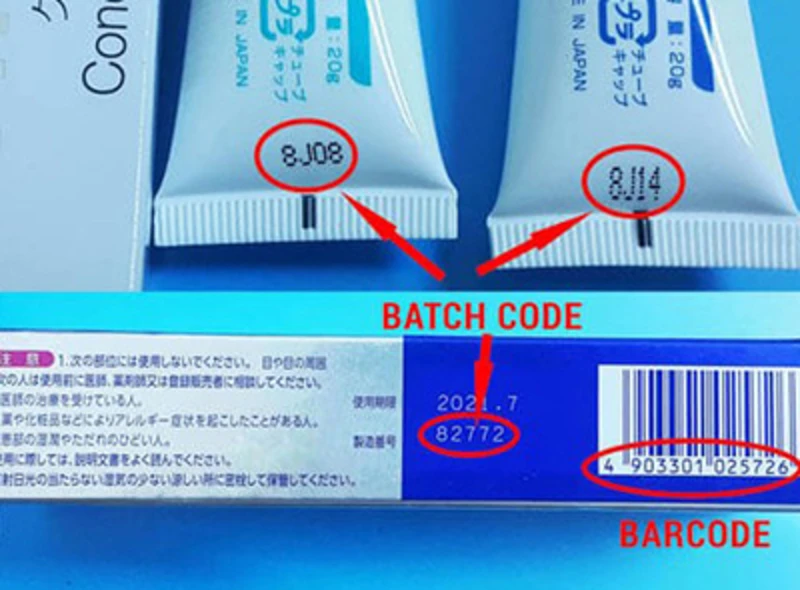 Con
量:20g
プラ
チューブ
キャップ
IN JAPAN
8J08
量:20g
プラ
チューブ
キャップ
E IN JAPAN
8J14
BATCH CODE
注意 1.次の部位には使用しないでください。 目や目の周囲
次の人は使用前に医師、薬剤師又は登録販売者に相談してください。
医師の治療を受けている人。
薬や化粧品などによりアレルギー症状を起こしたことがある人。
患部の湿潤やただれのひどい人。
使用に際しては、説明文書をよく読んでください。
直射日光の当たらない湿気の少ない涼しい所に密栓して保管してください。
使用期限
2021.7
製造番号
82772
4 903301 025726
BARCODE